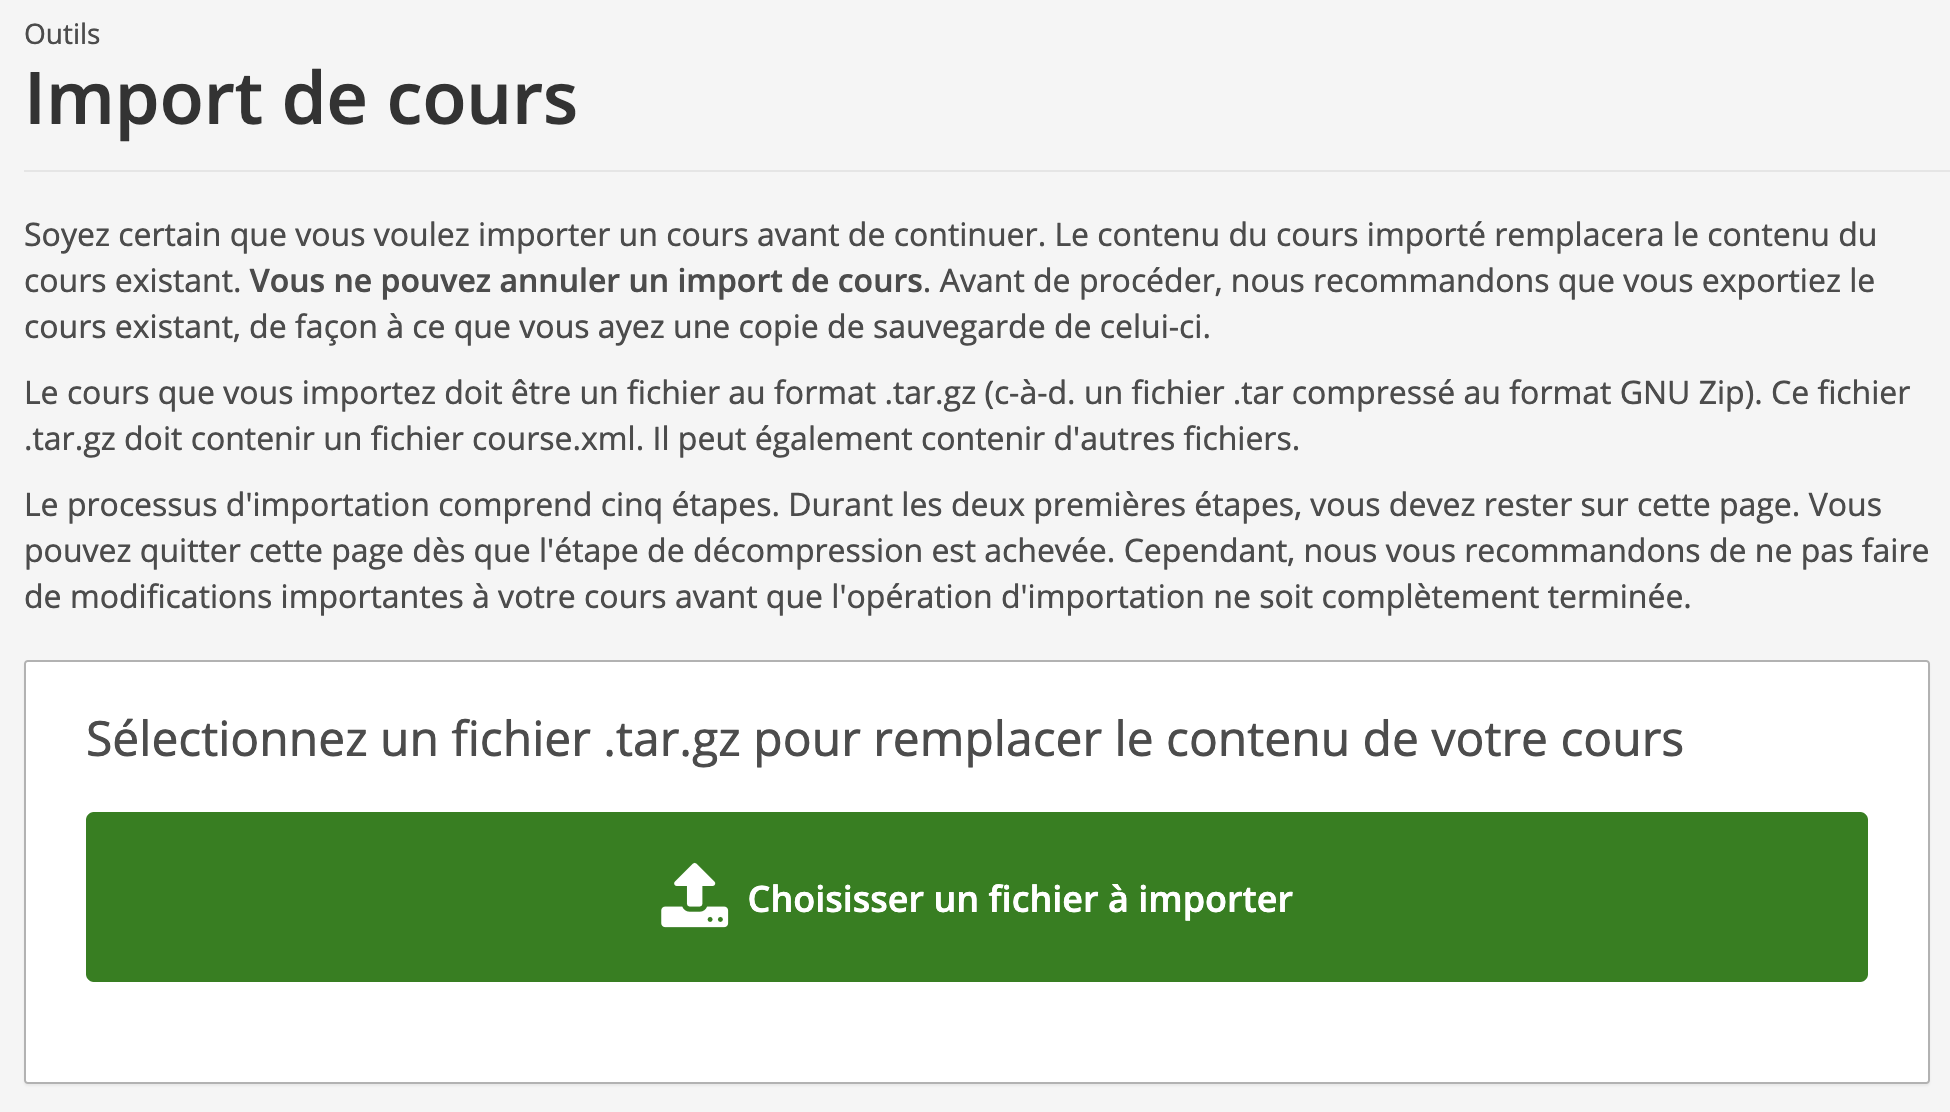 Outils
Import de cours
Soyez certain que vous voulez importer un cours avant de continuer. Le contenu du cours importé remplacera le contenu du
cours existant. Vous ne pouvez annuler un import de cours. Avant de procéder, nous recommandons que vous exportiez le
cours existant, de façon à ce que vous ayez une copie de sauvegarde de celui-ci.
Le cours que vous importez doit être un fichier au format .tar.gz (c-à-d. un fichier .tar compressé au format GNU Zip). Ce fichier
.tar.gz doit contenir un fichier course.xml. Il peut également contenir d'autres fichiers.
Le processus d'importation comprend cinq étapes. Durant les deux premières étapes, vous devez rester sur cette page. Vous
pouvez quitter cette page dès que l'étape de décompression est achevée. Cependant, nous vous recommandons de ne pas faire
de modifications importantes à votre cours avant que l'opération d'importation ne soit complètement terminée.
Sélectionnez un fichier .tar.gz pour remplacer le contenu de votre cours
Choisisser un fichier à importer